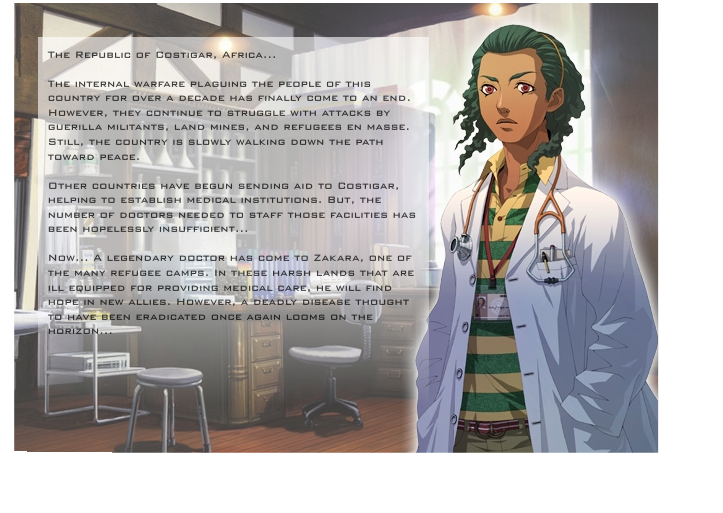 The Republic of Costigar, Africa...
The internal warfare plaguing the people of this
country for over a decade has finally come to an end.
However, they continue to struggle with attacks by
guerilla militants, land mines, and refugees en masse.
Still, the country is slowly walking down the path
toward peace.
Other countries have begun sending aid to Costigar,
helping to establish medical institutions. But, the
number of doctors needed to staff those facilities has
been hopelessly insufficient...
Now... A legendary doctor has come to Zakara, one of
the many refugee camps. In these harsh lands that are
ill equipped for providing medical care, he will find
hope in new allies. However, a deadly disease thought
to have been eradicated once again looms on the
horizon...